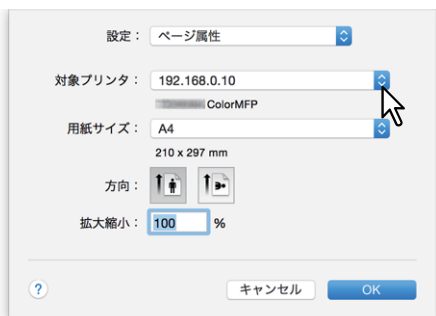 設定： ページ属性
対象プリンタ： 192.168.0.10
ColorMFP
用紙サイズ： A4
210 x 297 mm
方向：
拡大縮小： 100 %
? キャンセル OK